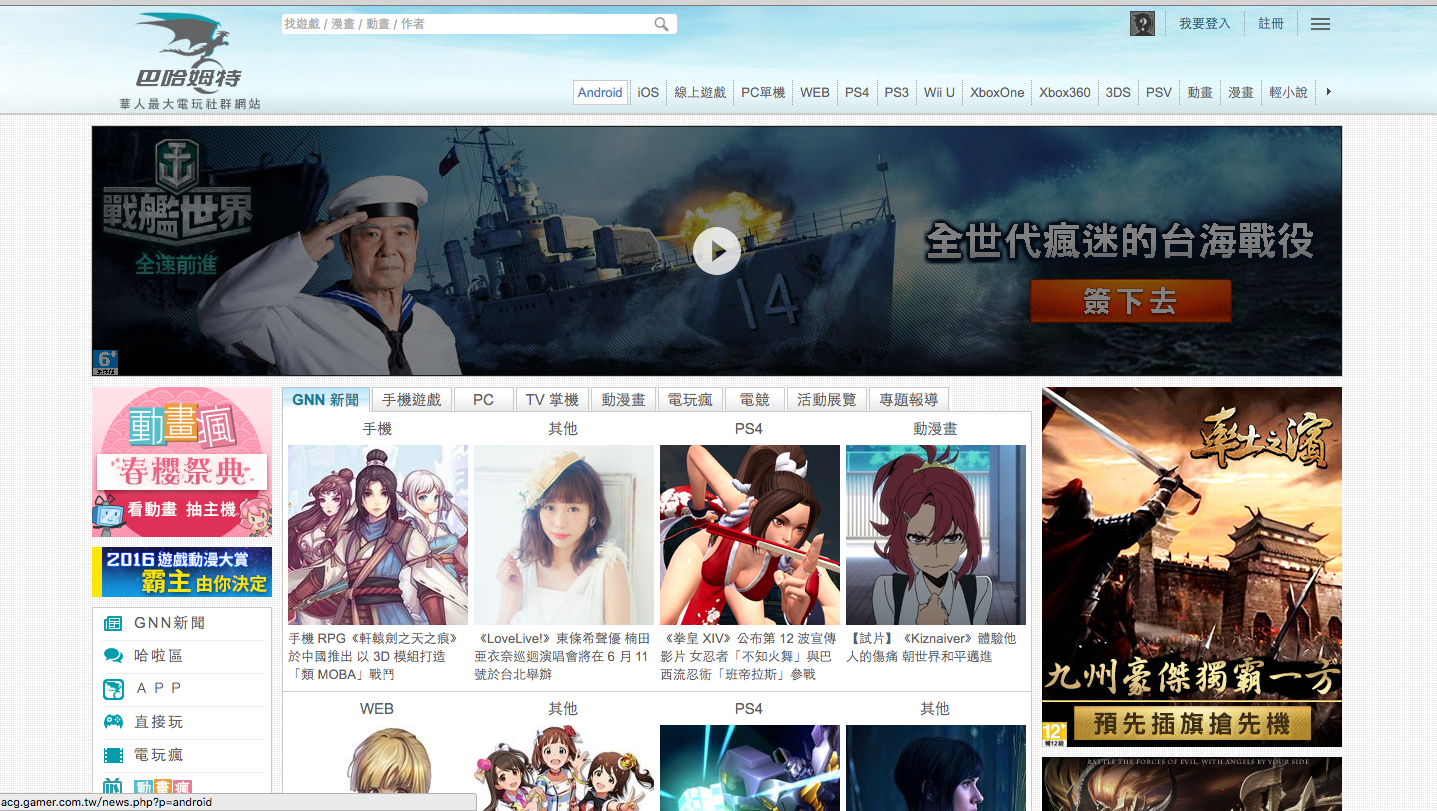 找遊戲 / 漫畫 / 動畫 / 作者
我要登入
註冊
巴哈姆特
華人最大電玩社群網站
Android
iOS
線上遊戲
PC單機
WEB
PS4
PS3
Wii U
XboxOne
Xbox360
3DS
PSV
動畫
漫畫
輕小說
戰艦世界
全速前進
14
全世代瘋迷的台海戰役
簽下去
6+
動畫瘋
春櫻祭典
看動畫 抽主機
2016 遊戲動漫大賞
霸主 由你決定
GNN新聞
哈啦區
APP
直接玩
電玩瘋
動畫瘋
GNN 新聞
手機遊戲
PC
TV 掌機
動漫畫
電玩瘋
電競
活動展覽
專題報導
手機
手機 RPG《軒轅劍之天之痕》
於中國推出 以 3D 模組打造
「類 MOBA」戰鬥
其他
《LoveLive!》東條希聲優 楠田
亜衣奈巡迴演唱會將在 6 月 11
號於台北舉辦
PS4
《拳皇 XIV》公布第 12 波宣傳
影片 女忍者「不知火舞」與巴
西流忍術「班帝拉斯」參戰
動漫畫
【試片】《Kiznaiver》體驗他
人的傷痛 朝世界和平邁進
WEB
其他
PS4
其他
率土之濱
九州豪傑獨霸一方
預先插旗搶先機
12+
輔12級
BATTLE THE FORCES OF EVIL, WITH ANGELS BY YOUR SIDE
acg.gamer.com.tw/news.php?p=android